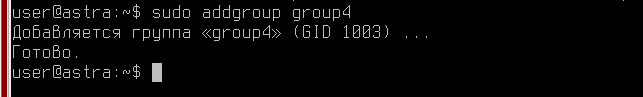 user@astra:~$ sudo addgroup group4
Добавляется группа «group4» (GID 1003) ...
Готово.
user@astra:~$